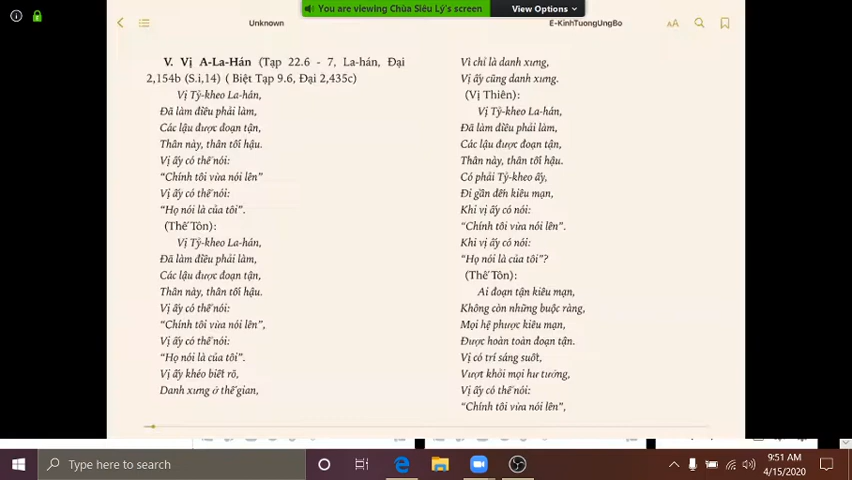 You are viewing Chùa Siêu Lý's screen
View Options
Unknown
E-KinhTuongUngBo
AA
V. Vị A-La-Hán (Tạp 22.6 - 7, La-hán, Đại
2,154b (S.i,14) ( Biệt Tạp 9.6, Đại 2,435c)
Vị Tỷ-kheo La-hán,
Đã làm điều phải làm,
Các lậu được đoạn tận,
Thân này, thân tối hậu.
Vị ấy có thể nói:
“Chính tôi vừa nói lên”
Vị ấy có thể nói:
“Họ nói là của tôi”.
(Thế Tôn):
Vị Tỷ-kheo La-hán,
Đã làm điều phải làm,
Các lậu được đoạn tận,
Thân này, thân tối hậu.
Vị ấy có thể nói:
“Chính tôi vừa nói lên”,
Vị ấy có thể nói:
“Họ nói là của tôi”.
Vị ấy khéo biết rõ,
Danh xưng ở thế gian,
Vì chỉ là danh xưng,
Vị ấy cũng danh xưng.
(Vị Thiên):
Vị Tỷ-kheo La-hán,
Đã làm điều phải làm,
Các lậu được đoạn tận,
Thân này, thân tối hậu.
Có phải Tỷ-kheo ấy,
Đi gần đến kiêu mạn,
Khi vị ấy có nói:
“Chính tôi vừa nói lên”.
Khi vị ấy có nói:
“Họ nói là của tôi”?
(Thế Tôn):
Ai đoạn tận kiêu mạn,
Không còn những buộc ràng,
Mọi hệ phược kiêu mạn,
Được hoàn toàn đoạn tận.
Vị có trí sáng suốt,
Vượt khỏi mọi hư tưởng,
Vị ấy có thể nói:
“Chính tôi vừa nói lên”,
Type here to search
9:51 AM
4/15/2020